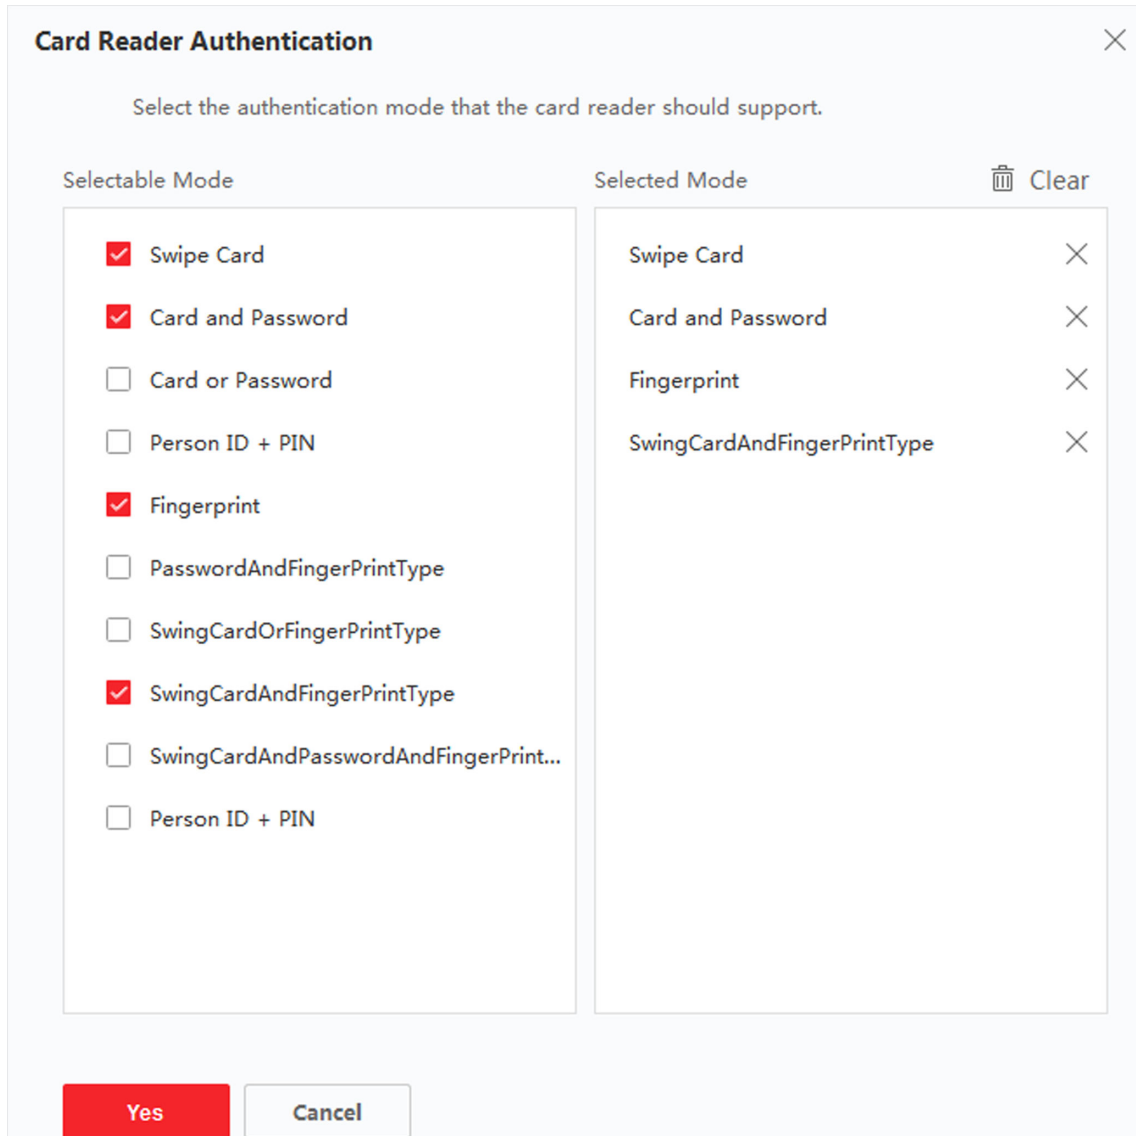 Card Reader Authentication
Select the authentication mode that the card reader should support.
Selectable Mode
Selected Mode
Clear
Swipe Card
Card and Password
Card or Password
Person ID + PIN
Fingerprint
PasswordAndFingerPrintType
SwingCardOrFingerPrintType
SwingCardAndFingerPrintType
SwingCardAndPasswordAndFingerPrint...
Person ID + PIN
Swipe Card
Card and Password
Fingerprint
SwingCardAndFingerPrintType
Yes
Cancel